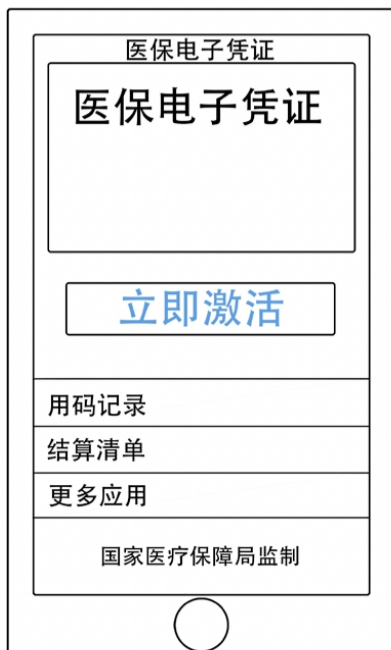 医保电子凭证
医保电子凭证
立即激活
用码记录
结算清单
更多应用
国家医疗保障局监制